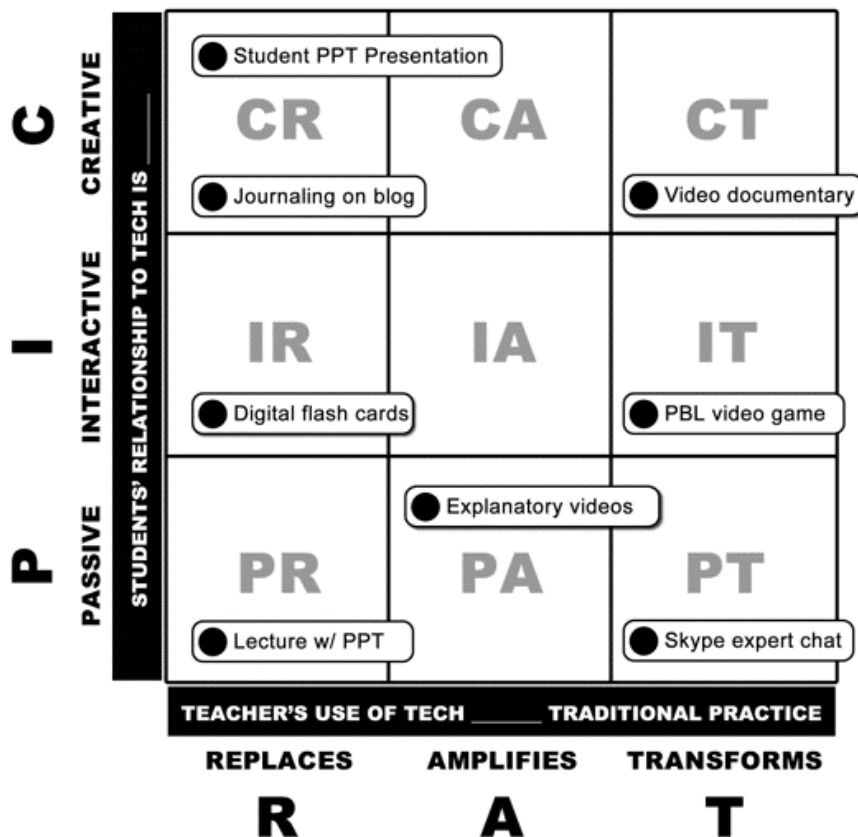 C
CREATIVE
I
INTERACTIVE
P
PASSIVE
STUDENTS' RELATIONSHIP TO TECH IS ______
Student PPT Presentation
CR
CA
CT
Journaling on blog
Video documentary
IR
IA
IT
Digital flash cards
PBL video game
Explanatory videos
PR
PA
PT
Lecture w/ PPT
Skype expert chat
TEACHER'S USE OF TECH ______ TRADITIONAL PRACTICE
REPLACES
AMPLIFIES
TRANSFORMS
R
A
T